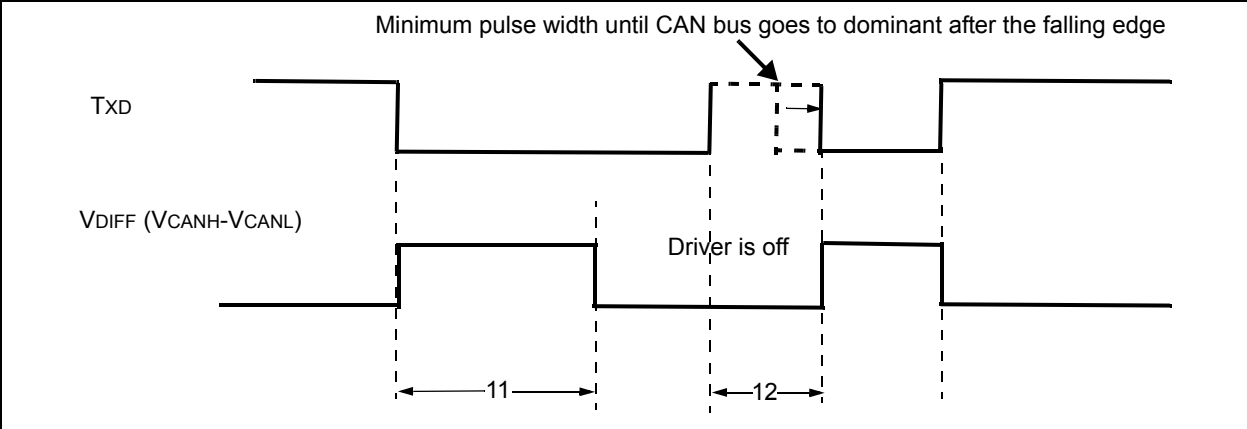 Minimum pulse width until CAN bus goes to dominant after the falling edge
TXD
VDIFF (VCANH-VCANL)
Driver is off
11
12